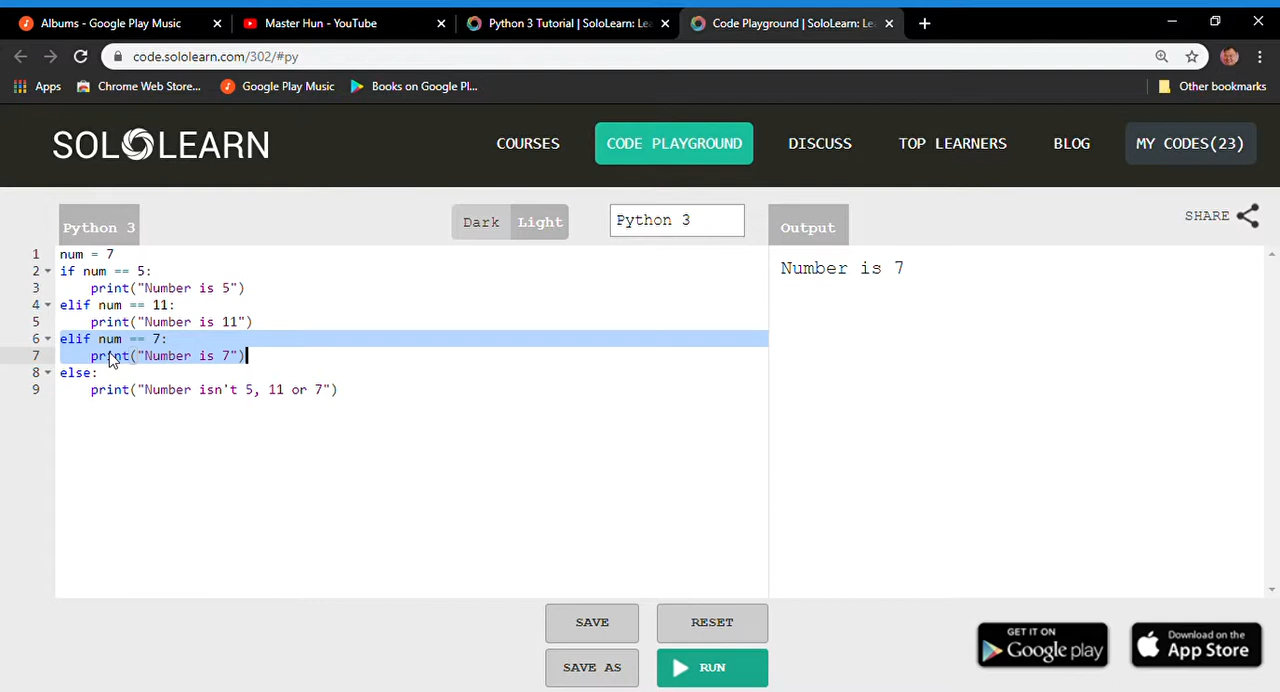 Albums - Google Play Music
Master Hun - YouTube
Python 3 Tutorial | SoloLearn: Le
Code Playground | SoloLearn: Le
code.sololearn.com/302/#py
Apps
Chrome Web Store...
Google Play Music
Books on Google Pl...
Other bookmarks
SOLOLEARN
COURSES
CODE PLAYGROUND
DISCUSS
TOP LEARNERS
BLOG
MY CODES(23)
Python 3
Dark
Light
Python 3
Output
SHARE
1 num = 7
2 if num == 5:
3     print("Number is 5")
4 elif num == 11:
5     print("Number is 11")
6 elif num == 7:
7     print("Number is 7")
8 else:
9     print("Number isn't 5, 11 or 7")
Number is 7
SAVE
RESET
SAVE AS
RUN
GET IT ON
Google play
Download on the
App Store